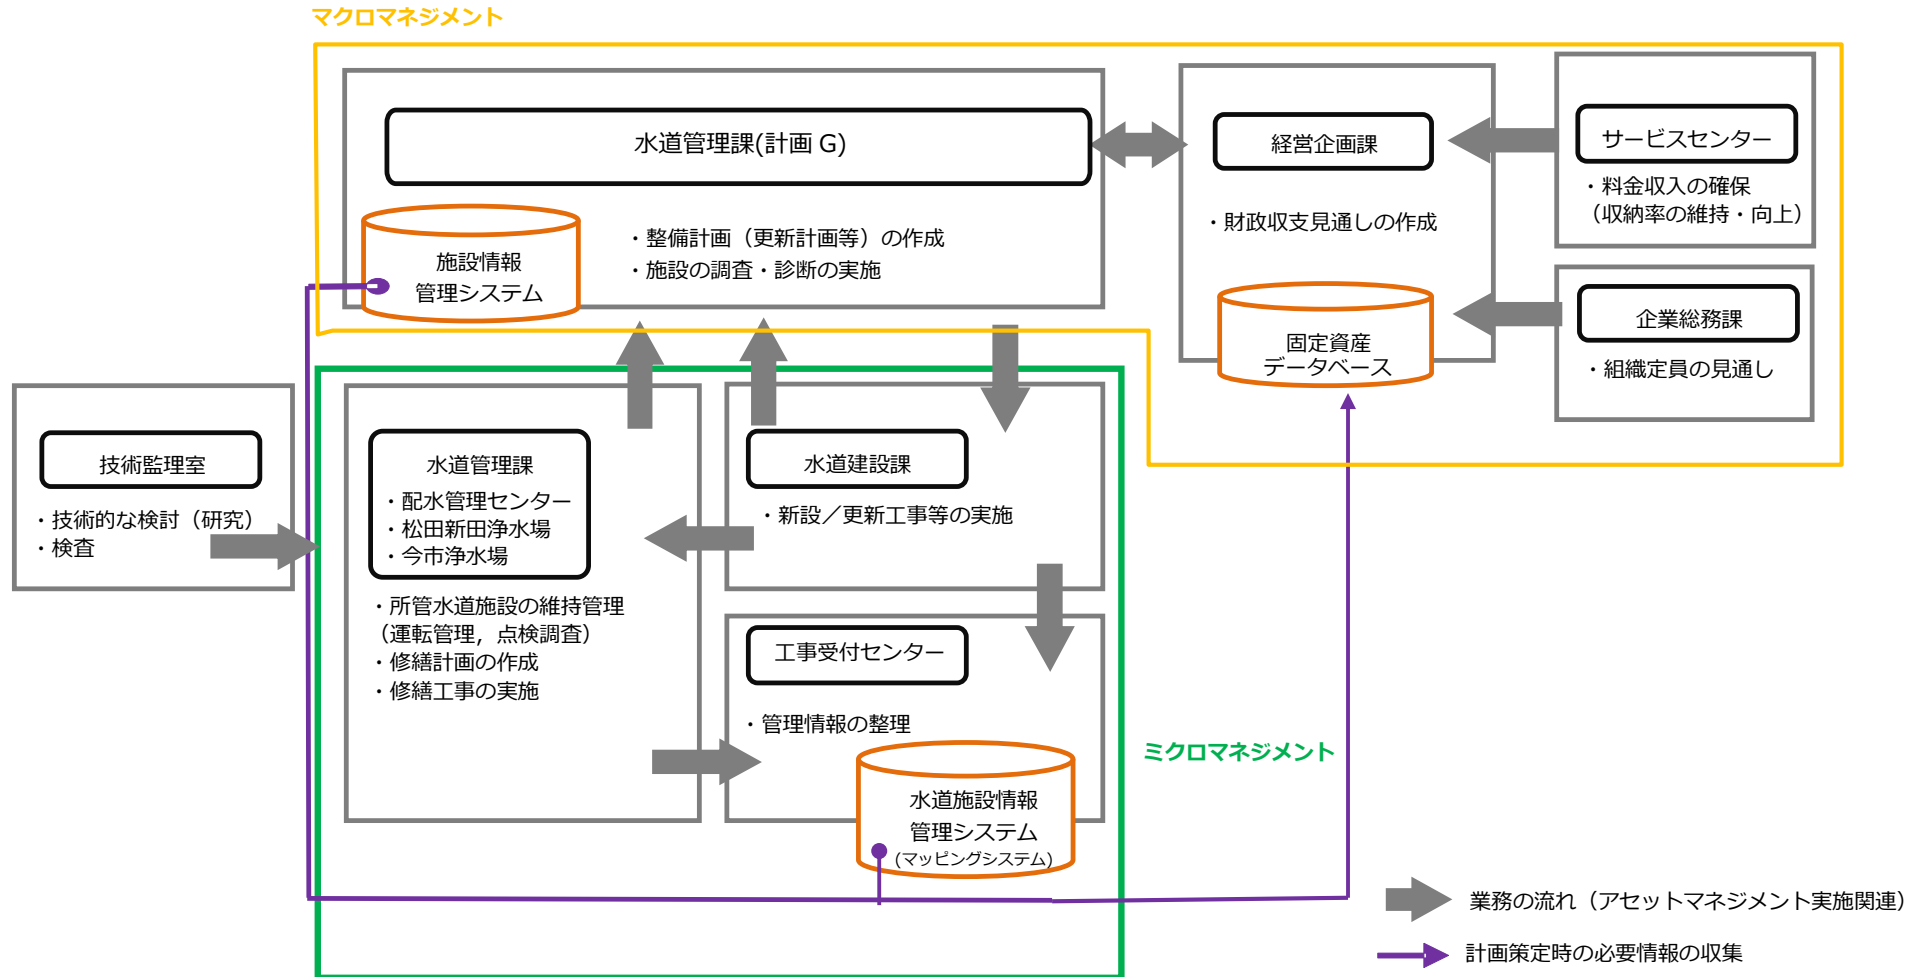 マクロマネジメント
水道管理課(計画 G)
施設情報
管理システム
・整備計画（更新計画等）の作成
・施設の調査・診断の実施
経営企画課
・財政収支見通しの作成
固定資産
データベース
サービスセンター
・料金収入の確保
（収納率の維持・向上）
企業総務課
・組織定員の見通し
技術監理室
・技術的な検討（研究）
・検査
水道管理課
・配水管理センター
・松田新田浄水場
・今市浄水場
・所管水道施設の維持管理
（運転管理，点検調査）
・修繕計画の作成
・修繕工事の実施
水道建設課
・新設／更新工事等の実施
工事受付センター
・管理情報の整理
水道施設情報
管理システム
(マッピングシステム)
ミクロマネジメント
業務の流れ（アセットマネジメント実施関連）
計画策定時の必要情報の収集